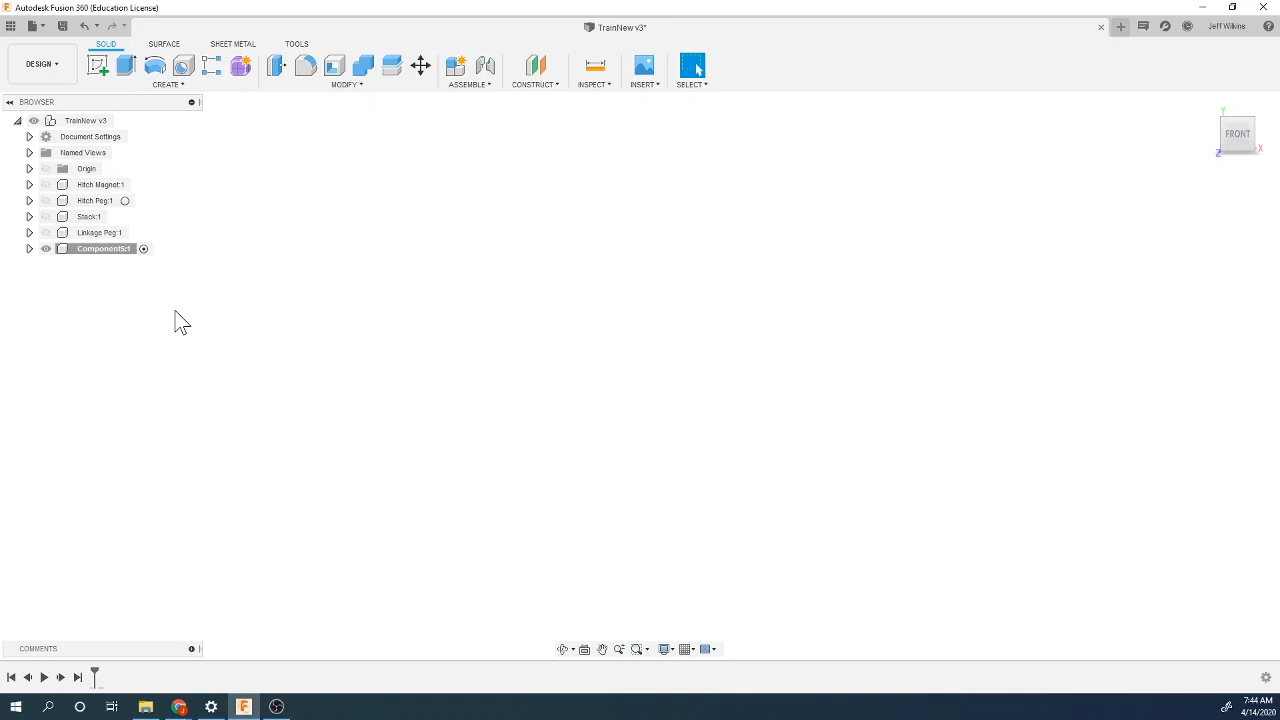 Autodesk Fusion 360 (Education License)
TrainNew v3*
Jeff Wilkins
DESIGN
SOLID
SURFACE
SHEET METAL
TOOLS
CREATE
MODIFY
ASSEMBLE
CONSTRUCT
INSPECT
INSERT
SELECT
BROWSER
TrainNew v3
Document Settings
Named Views
Origin
Hitch Magnet:1
Hitch Peg:1
Stack:1
Linkage Peg:1
Component5:1
Y
FRONT
X
Z
COMMENTS
7:44 AM
4/14/2020